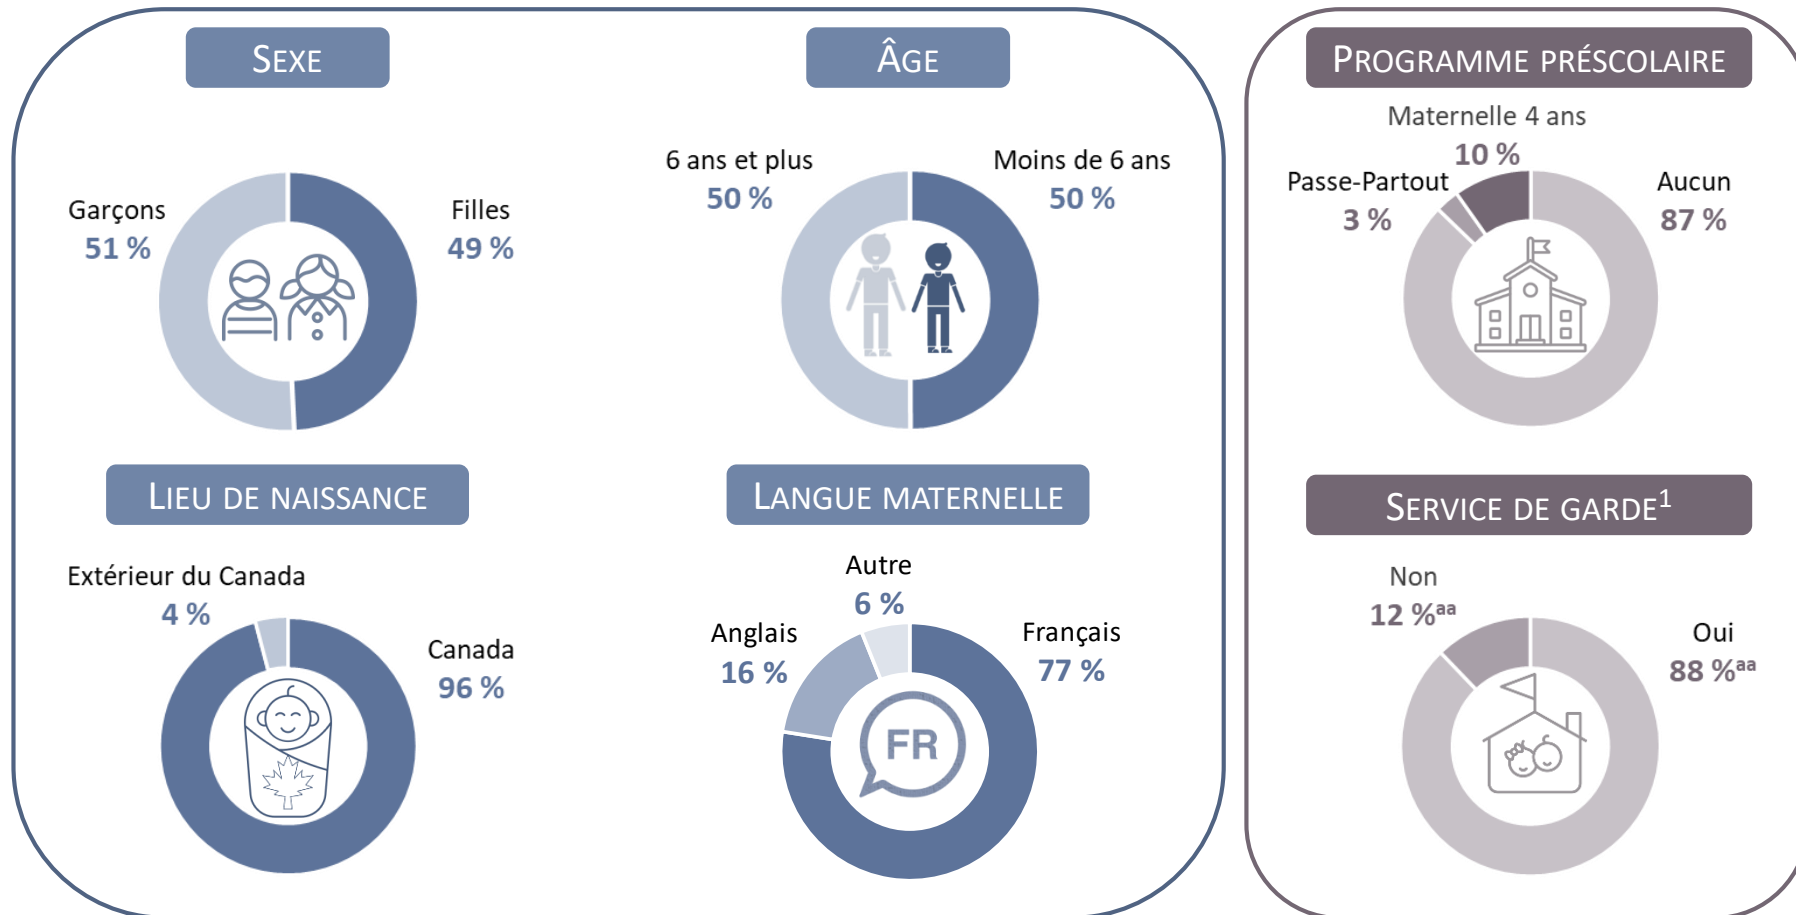 SEXE
Garçons
51 %
Filles
49 %
ÂGE
6 ans et plus
50 %
Moins de 6 ans
50 %
LIEU DE NAISSANCE
Extérieur du Canada
4 %
Canada
96 %
LANGUE MATERNELLE
Autre
6 %
Anglais
16 %
Français
77 %
FR
PROGRAMME PRÉSCOLAIRE
Maternelle 4 ans
10 %
Passe-Partout
3 %
Aucun
87 %
SERVICE DE GARDE¹
Non
12 %ᵃᵃ
Oui
88 %ᵃᵃ